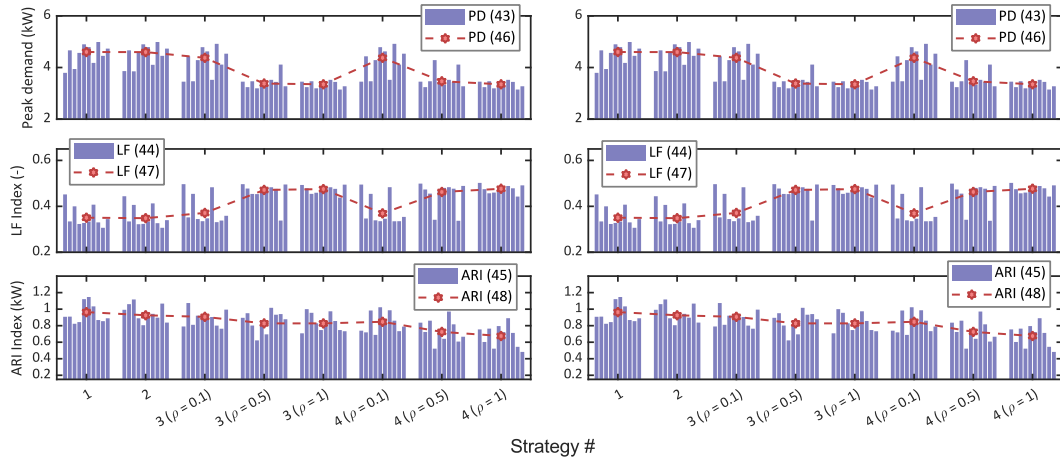 Peak demand (kW)
6
4
2
PD (43)
PD (46)
LF Index (-)
0.6
0.4
0.2
LF (44)
LF (47)
ARI Index (kW)
1.2
1
0.8
0.6
0.4
0.2
ARI (45)
ARI (48)
1
2
3 (ρ = 0.1)
3 (ρ = 0.5)
3 (ρ = 1)
4 (ρ = 0.1)
4 (ρ = 0.5)
4 (ρ = 1)
6
4
2
PD (43)
PD (46)
0.6
0.4
0.2
LF (44)
LF (47)
1.2
1
0.8
0.6
0.4
0.2
ARI (45)
ARI (48)
1
2
3 (ρ = 0.1)
3 (ρ = 0.5)
3 (ρ = 1)
4 (ρ = 0.1)
4 (ρ = 0.5)
4 (ρ = 1)
Strategy #